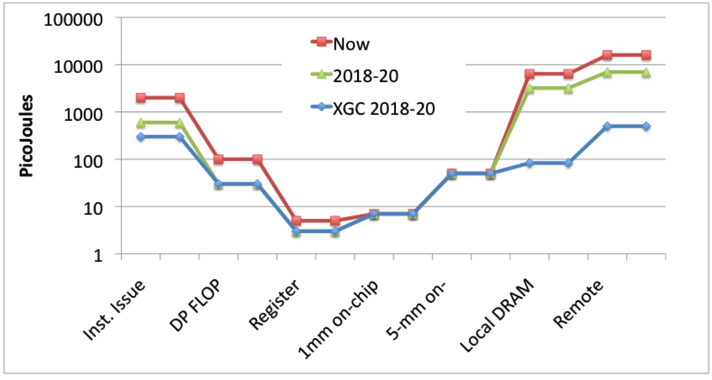 100000
10000
1000
100
10
1
PicoJoules
Now
2018-20
XGC 2018-20
Inst. Issue
DP FLOP
Register
1mm on-chip
5-mm on-
Local DRAM
Remote